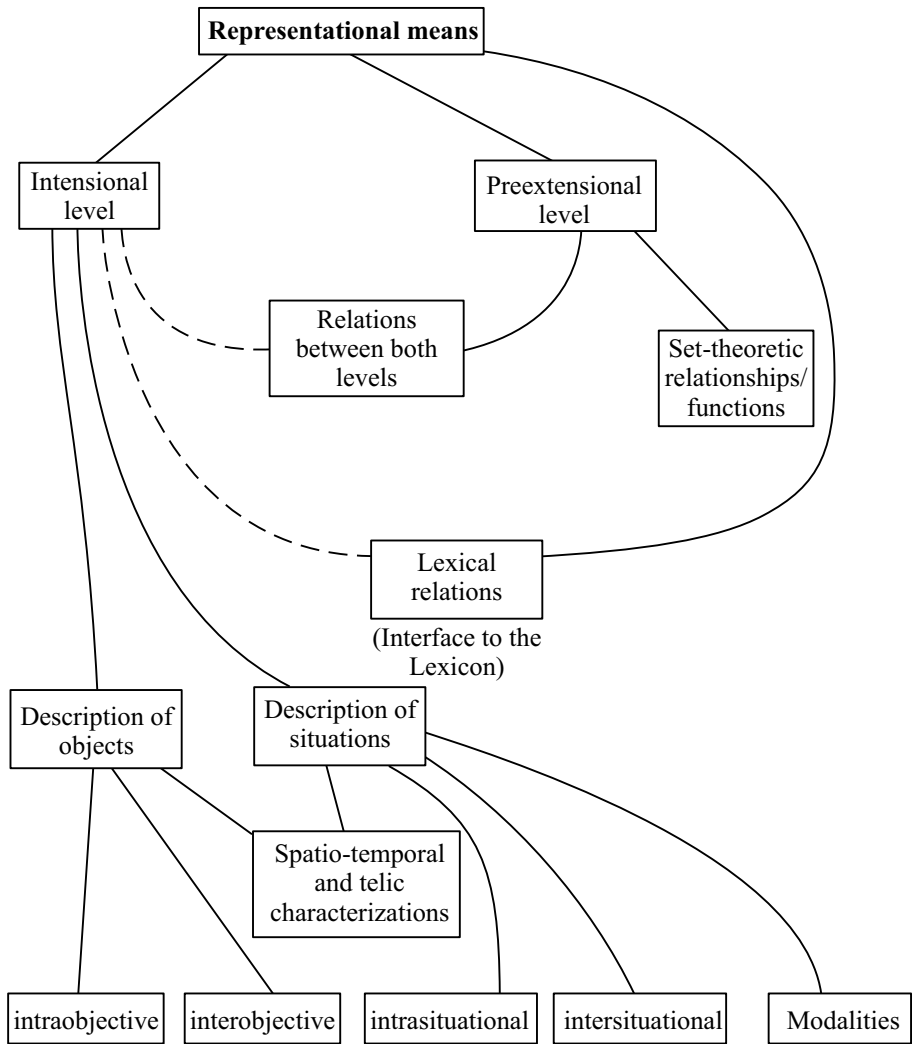 Representational means
Intensional
level
Preextensional
level
Relations
between both
levels
Set-theoretic
relationships/
functions
Lexical
relations
(Interface to the
Lexicon)
Description of
objects
Description of
situations
Spatio-temporal
and telic
characterizations
intraobjective
interobjective
intrasituational
intersituational
Modalities